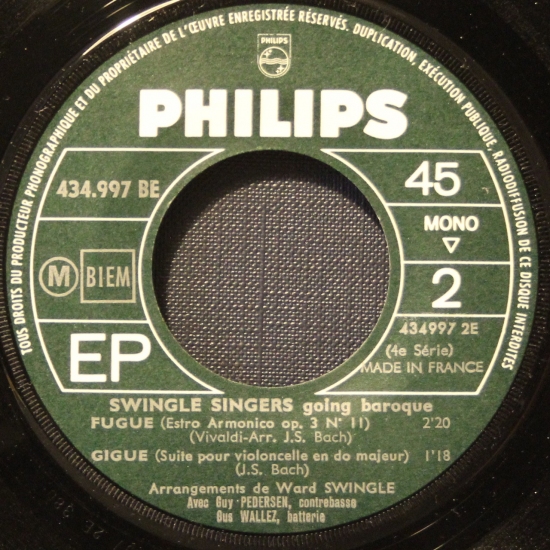 TOUS DROITS DU PRODUCTEUR PHONOGRAPHIQUE ET DU PROPRIÉTAIRE DE L'ŒUVRE ENREGISTRÉE RÉSERVÉS. DUPLICATION, EXÉCUTION PUBLIQUE, RADIODIFFUSION DE CE DISQUE INTERDITES
PHILIPS
PHILIPS
434.997 BE
45
MONO
M
BIEM
2
EP
434997 2E
(4e Série)
MADE IN FRANCE
SWINGLE SINGERS going baroque
FUGUE (Estro Armonico op. 3 N° 11) 2'20
(Vivaldi-Arr. J.S. Bach)
GIGUE (Suite pour violoncelle en do majeur) 1'18
(J.S. Bach)
Arrangements de Ward SWINGLE
Avec Guy PEDERSEN, contrebasse
Gus WALLEZ, batterie